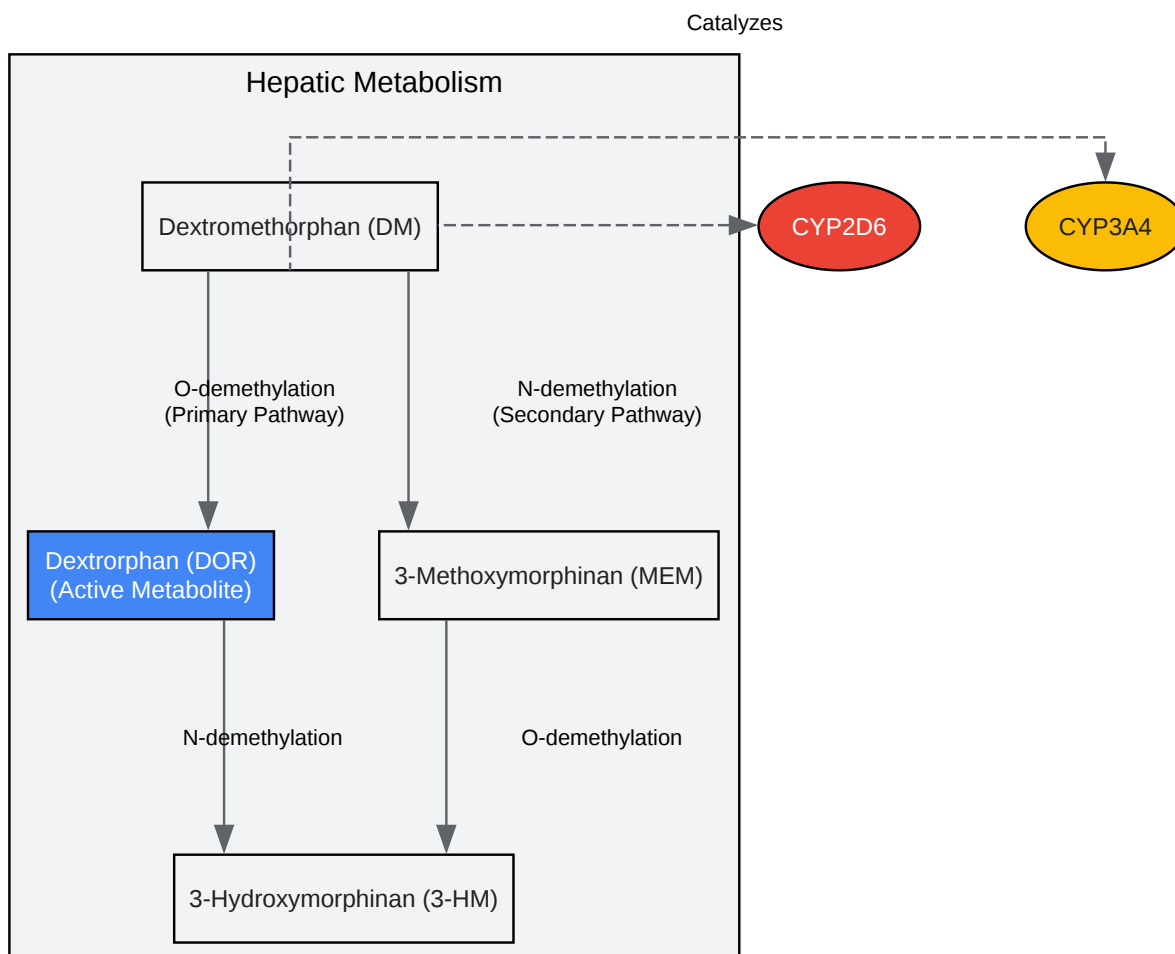 Catalyzes
Hepatic Metabolism
Dextromethorphan (DM)
CYP2D6
CYP3A4
O-demethylation
(Primary Pathway)
N-demethylation
(Secondary Pathway)
Dextrorphan (DOR)
(Active Metabolite)
3-Methoxymorphinan (MEM)
N-demethylation
O-demethylation
3-Hydroxymorphinan (3-HM)